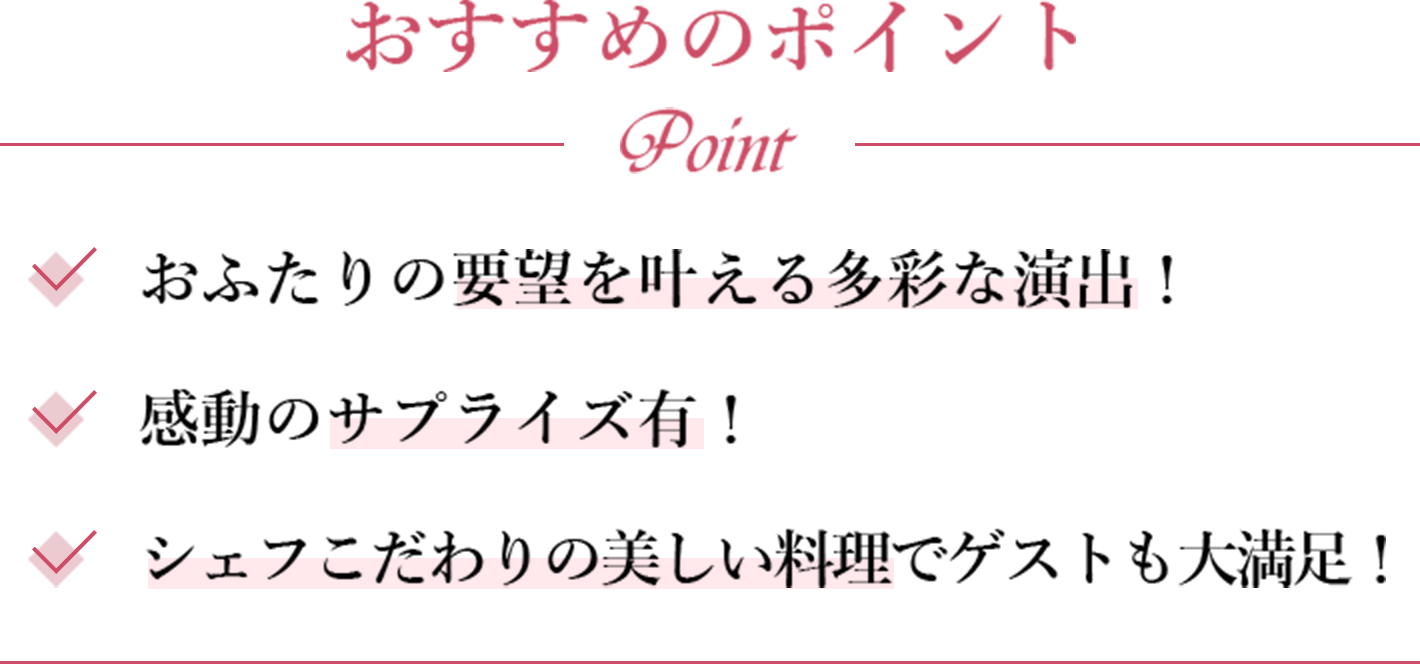 おすすめのポイント
Point
おふたりの要望を叶える多彩な演出！
感動のサプライズ有！
シェフこだわりの美しい料理でゲストも大満足！